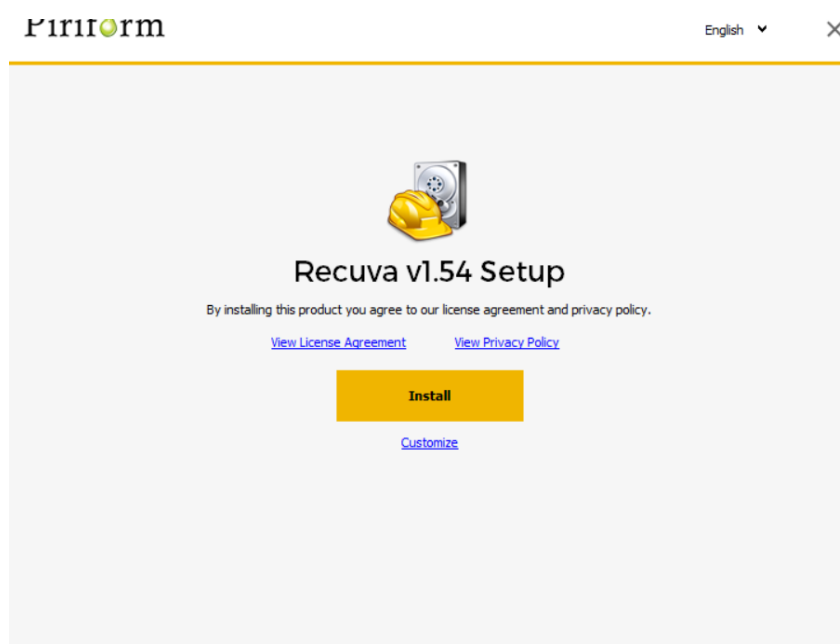 Piriform
English
Recuva v1.54 Setup
By installing this product you agree to our license agreement and privacy policy.
View License Agreement View Privacy Policy
Install
Customize